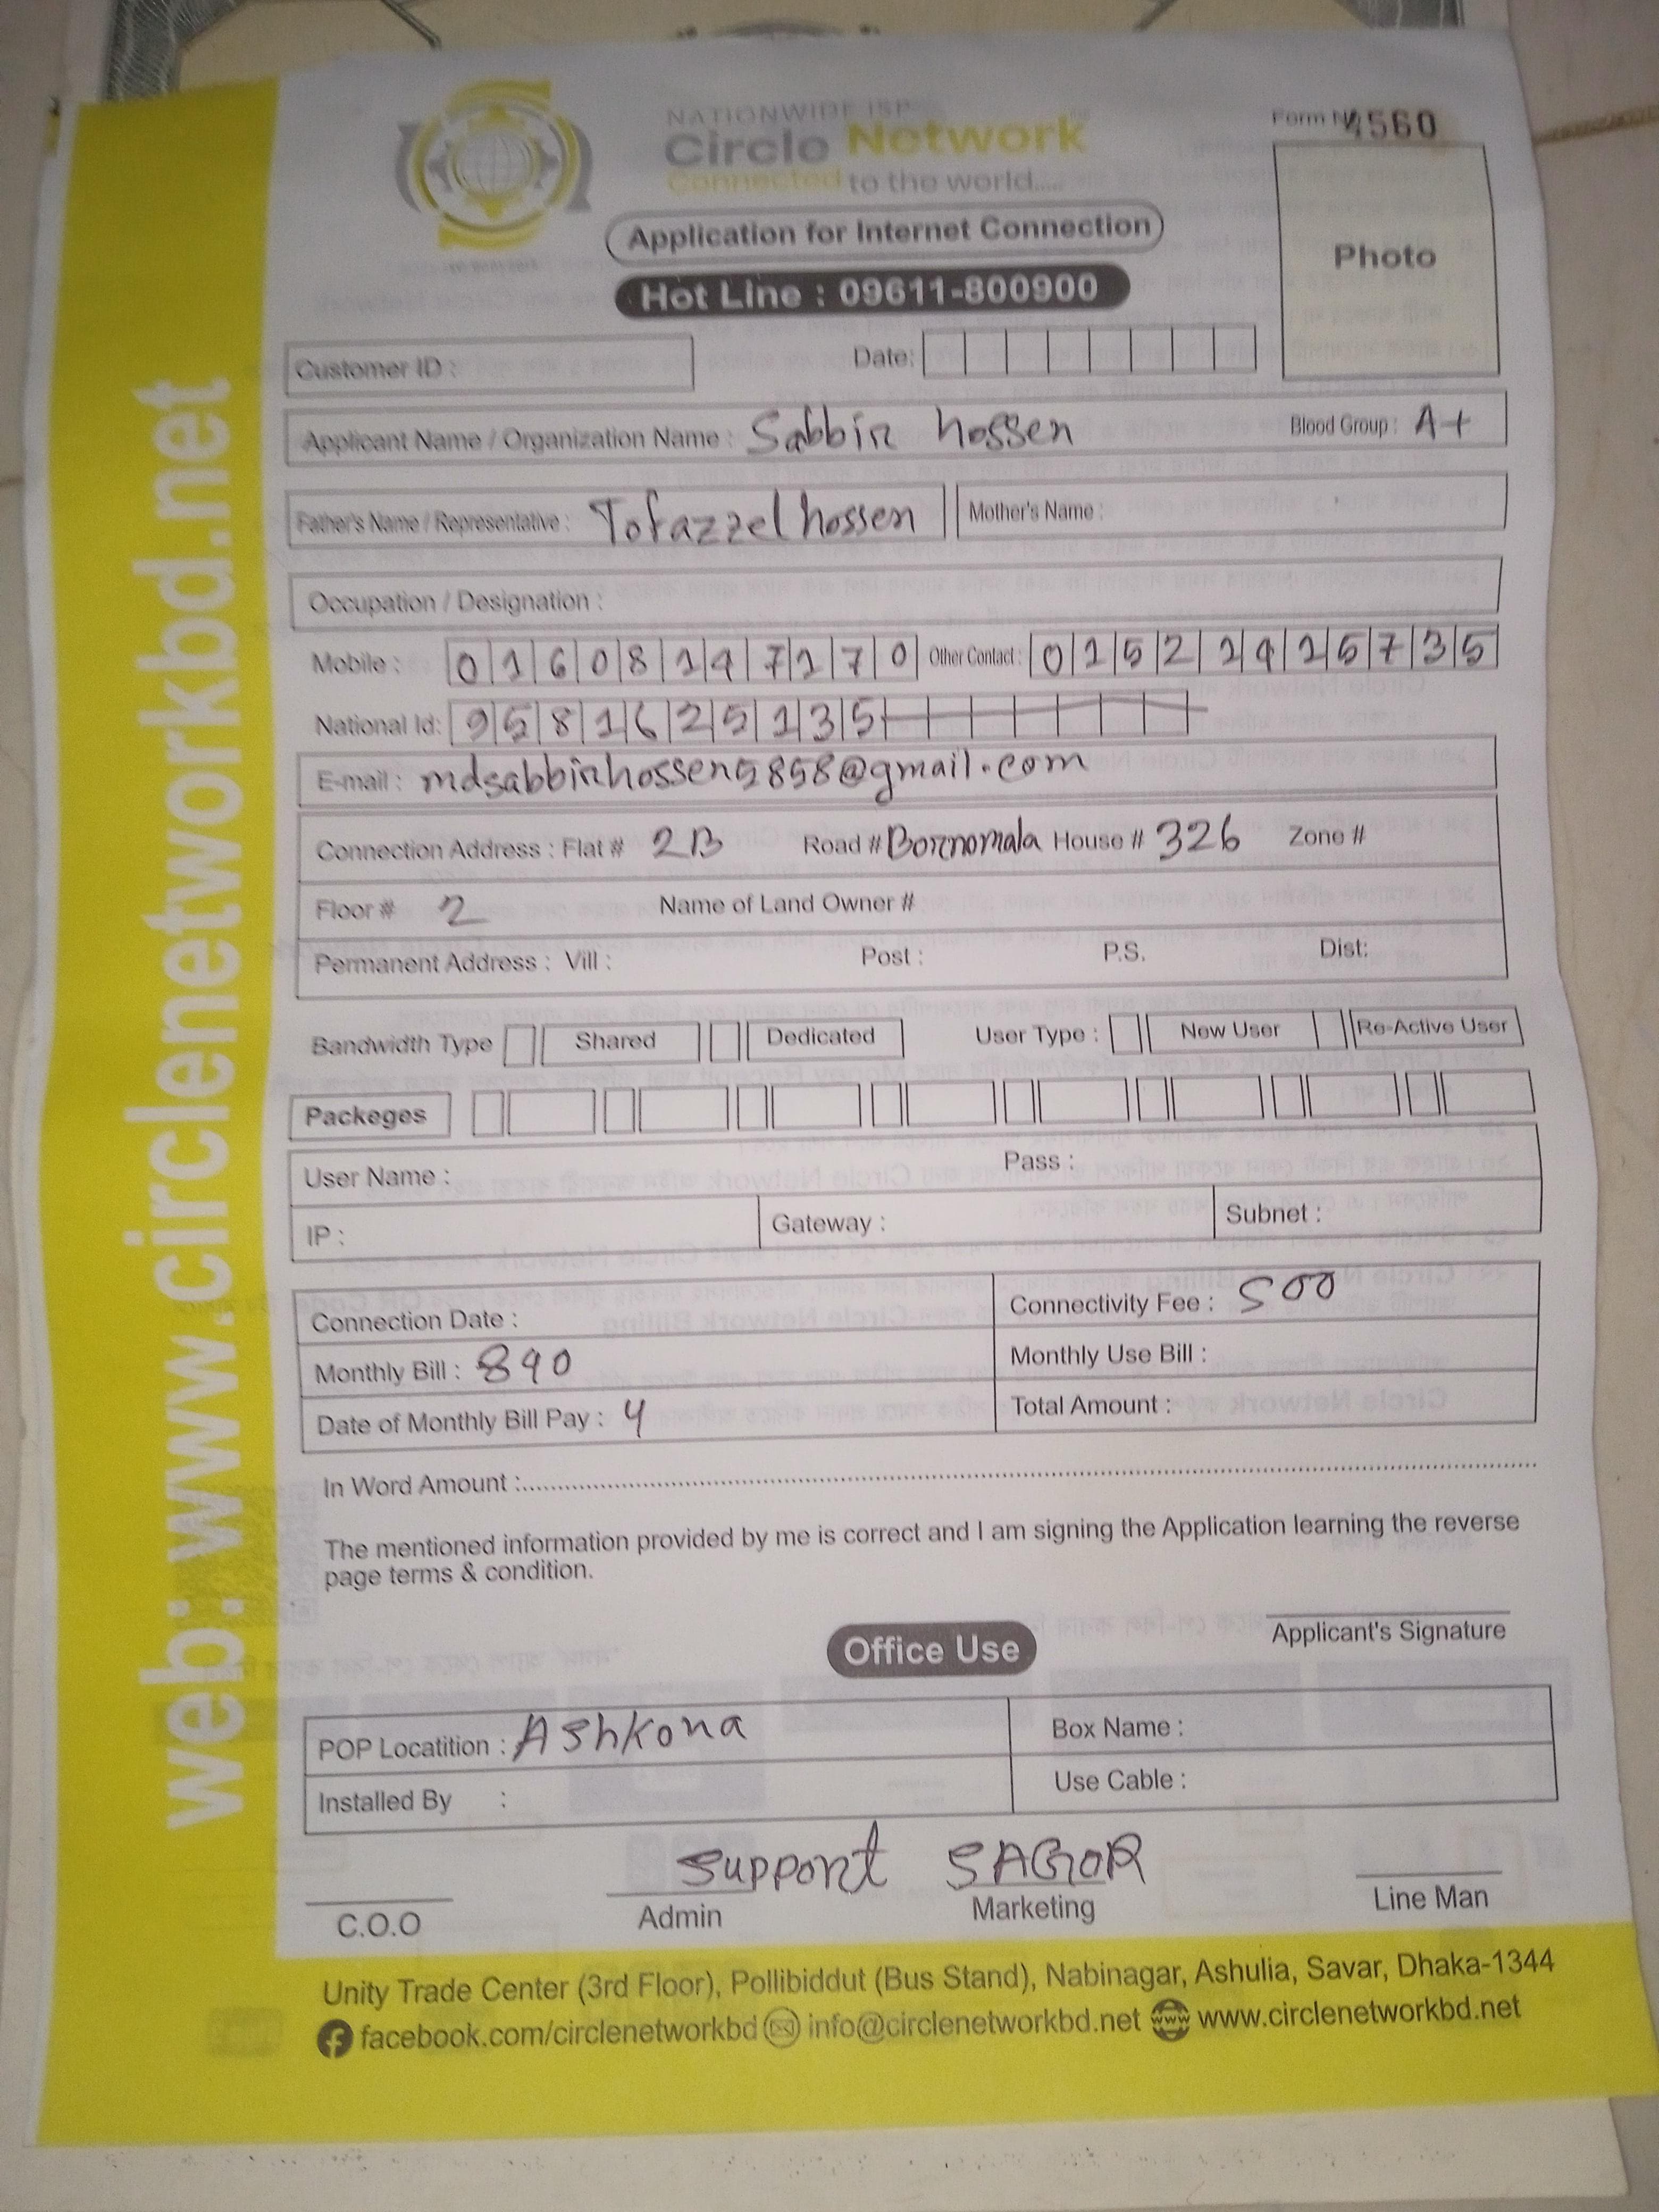 NATIONWIDE ISP
Circle Network
Connected to the world....
Form N 4560
Application for Internet Connection
Photo
Hot Line : 09611-800900
Customer ID :
Date:
Applicant Name / Organization Name : Sabbir hossen Blood Group : A+
Father's Name / Representative : Tofazzel hossen Mother's Name :
Occupation / Designation :
Mobile : 01608147170 Other Contact : 01521415735
National Id: 9581625135
E-mail : mdsabbirhossen5858@gmail.com
Connection Address : Flat # 2B Road # Bornomala House # 326 Zone #
Floor # 2 Name of Land Owner #
Permanent Address : Vill : Post : P.S. Dist:
Bandwidth Type Shared Dedicated User Type : New User Re-Active User
Packeges
User Name : Pass :
IP : Gateway : Subnet :
Connection Date : Connectivity Fee : 500
Monthly Bill : 890 Monthly Use Bill :
Date of Monthly Bill Pay : 4 Total Amount :
In Word Amount :
The mentioned information provided by me is correct and I am signing the Application learning the reverse
page terms & condition.
Applicant's Signature
Office Use
POP Locatition : Ashkona Box Name :
Installed By : Use Cable :
Support SAGOR
C.O.O Admin Marketing Line Man
Unity Trade Center (3rd Floor), Pollibiddut (Bus Stand), Nabinagar, Ashulia, Savar, Dhaka-1344
facebook.com/circlenetworkbd info@circlenetworkbd.net www www.circlenetworkbd.net
web: www.circlenetworkbd.net